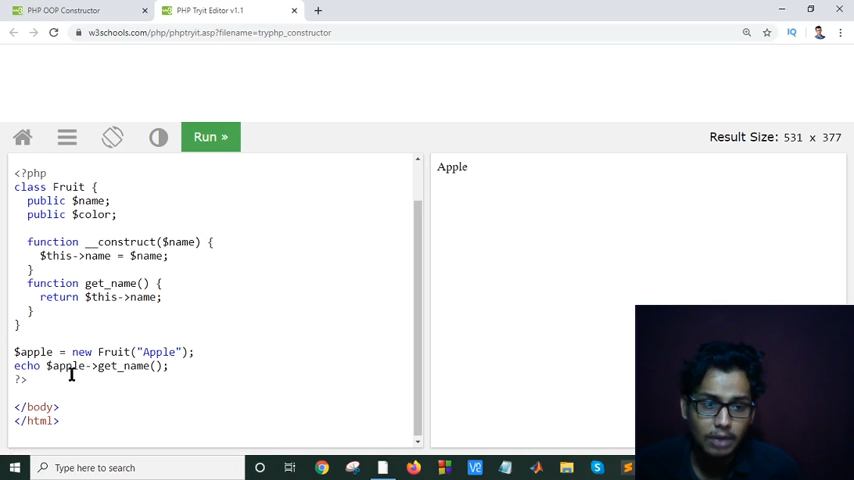 PHP OOP Constructor
PHP Tryit Editor v1.1
w3schools.com/php/phptryit.asp?filename=tryphp_constructor
IQ
Run »
Result Size: 531 x 377
<?php
class Fruit {
public $name;
public $color;
function __construct($name) {
$this->name = $name;
}
function get_name() {
return $this->name;
}
}
$apple = new Fruit("Apple");
echo $apple->get_name();
?>
</body>
</html>
Apple
Type here to search